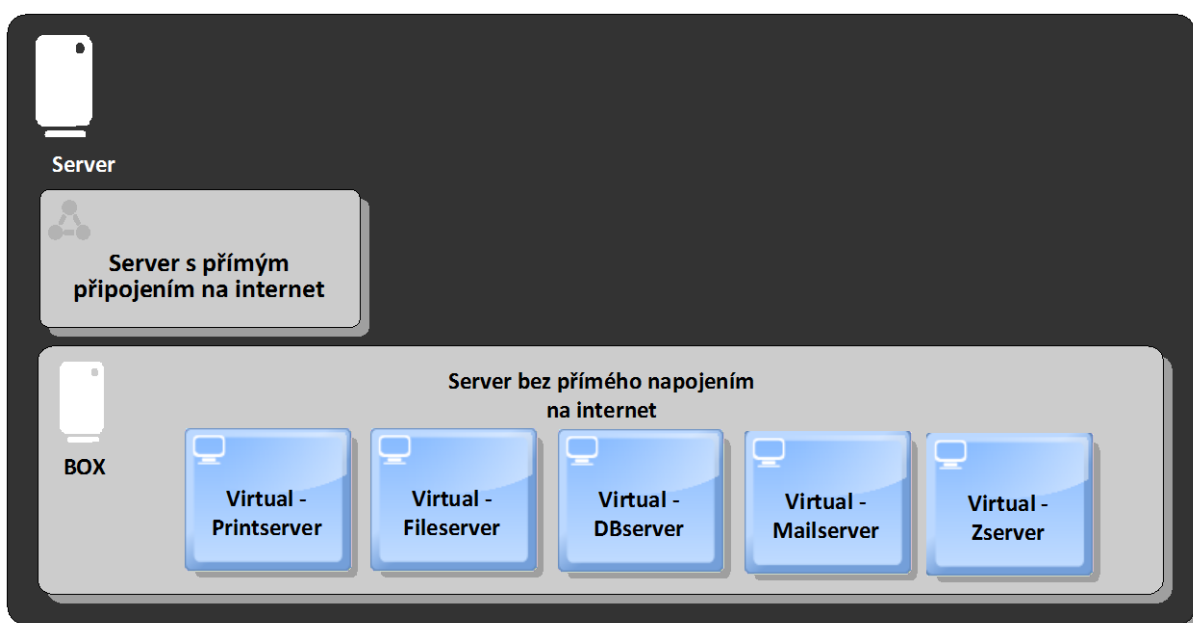 Server
Server s přímým
připojením na internet
BOX
Server bez přímého napojením
na internet
Virtual -
Printserver
Virtual -
Fileserver
Virtual -
DBserver
Virtual -
Mailserver
Virtual -
Zserver